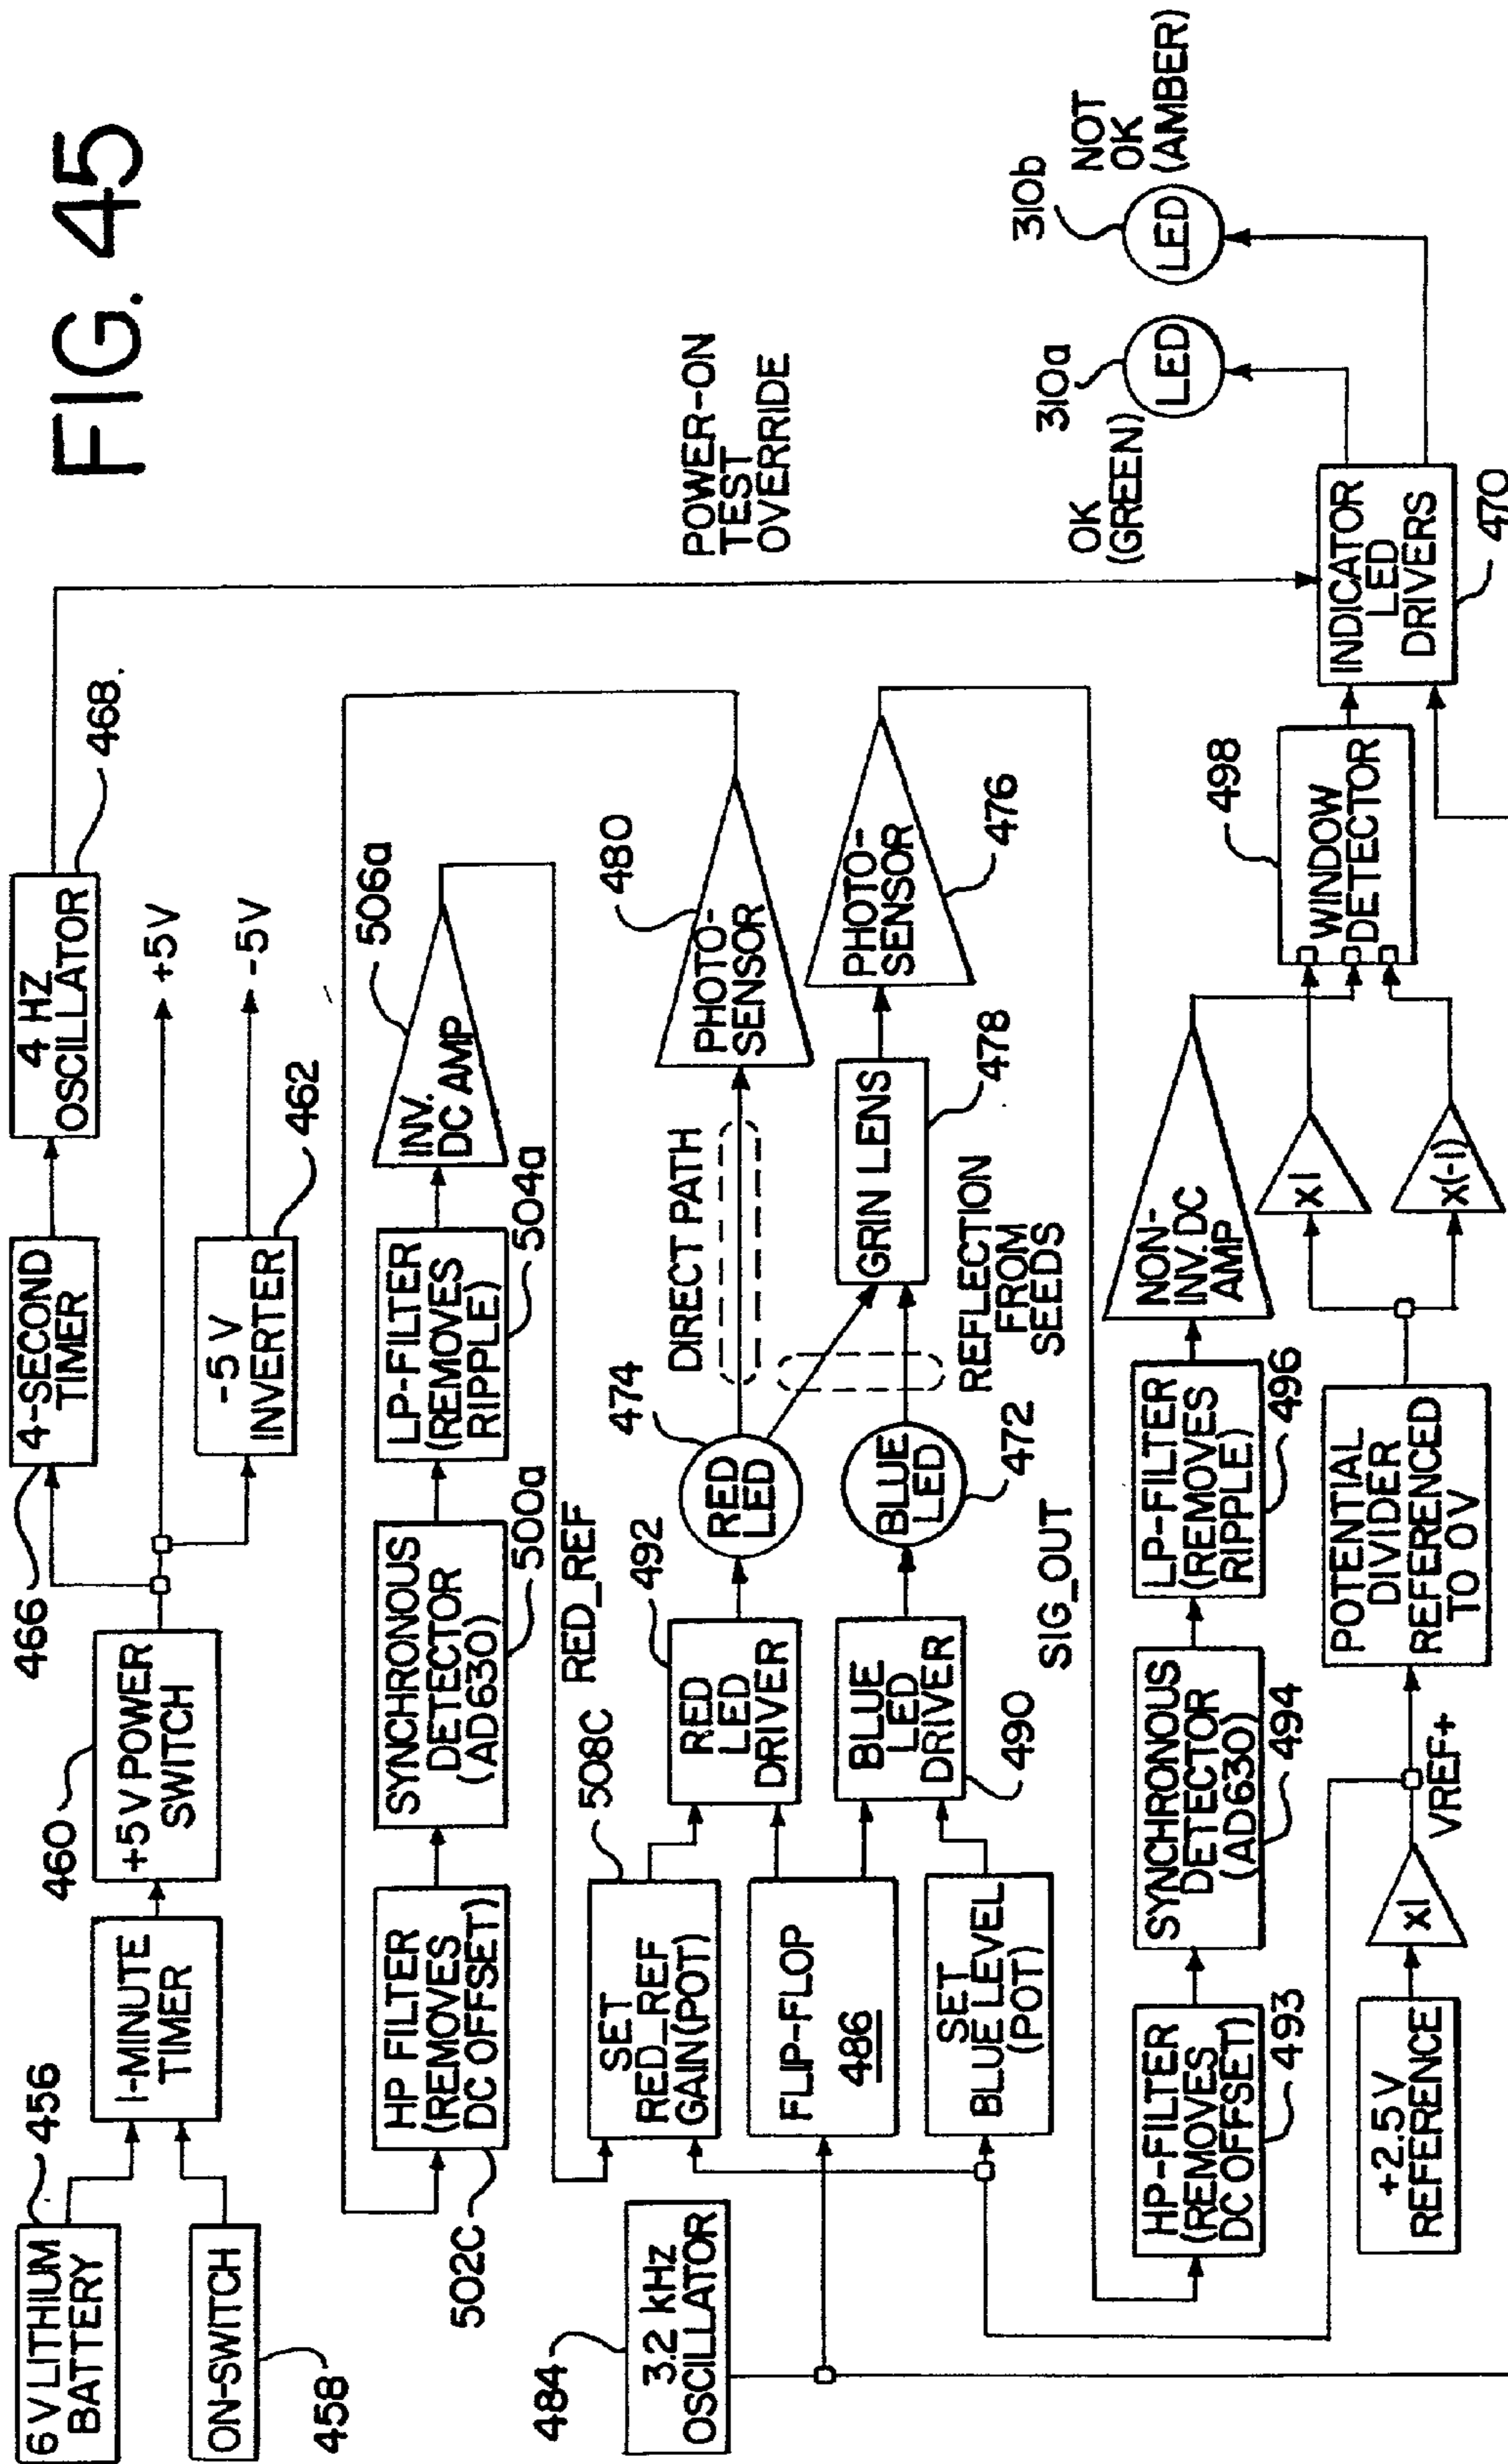 FIG. 45
6 V LITHIUM
BATTERY
456
ON-SWITCH
458
1-MINUTE
TIMER
+5 V POWER
SWITCH
460
4-SECOND
TIMER
466
4 HZ
OSCILLATOR
468
+5V
-5V
-5 V
INVERTER
462
HP FILTER
(REMOVES
DC OFFSET)
502C
SYNCHRONOUS
DETECTOR
(AD630)
500a
LP-FILTER
(REMOVES
RIPPLE)
504a
INV.
DC AMP
506a
POWER-ON
TEST
OVERRIDE
RED_REF
484
3.2 kHz
OSCILLATOR
SET
RED_REF
GAIN(POT)
508C
FLIP-FLOP
486
SET
BLUE LEVEL
(POT)
RED
LED
DRIVER
492
BLUE
LED
DRIVER
490
474
RED
LED
BLUE
LED
472
DIRECT PATH
REFLECTION
FROM
SEEDS
GRIN LENS
478
PHOTO-
SENSOR
480
PHOTO-
SENSOR
476
SIG_OUT
HP-FILTER
(REMOVES
DC OFFSET)
493
SYNCHRONOUS
DETECTOR
(AD630)
494
LP-FILTER
(REMOVES
RIPPLE)
496
NON-
INV. DC
AMP
+2.5 V
REFERENCE
x1
VREF+
POTENTIAL
DIVIDER
REFERENCED
TO 0V
x1
x(-1)
WINDOW
DETECTOR
498
INDICATOR
LED
DRIVERS
470
OK
(GREEN)
310a
LED
310b
LED
NOT
OK
(AMBER)